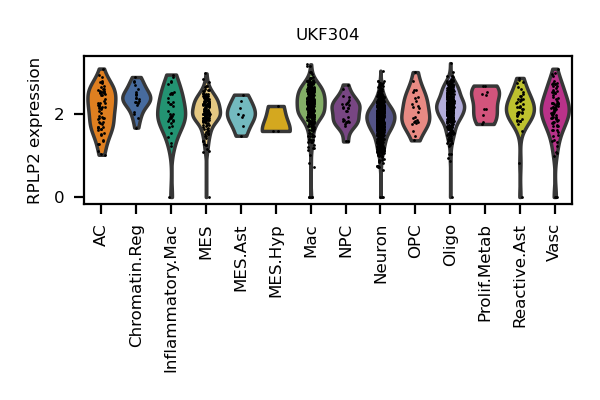 UKF304
RPLP2 expression
2
0
AC
Chromatin.Reg
Inflammatory.Mac
MES
MES.Ast
MES.Hyp
Mac
NPC
Neuron
OPC
Oligo
Prolif.Metab
Reactive.Ast
Vasc